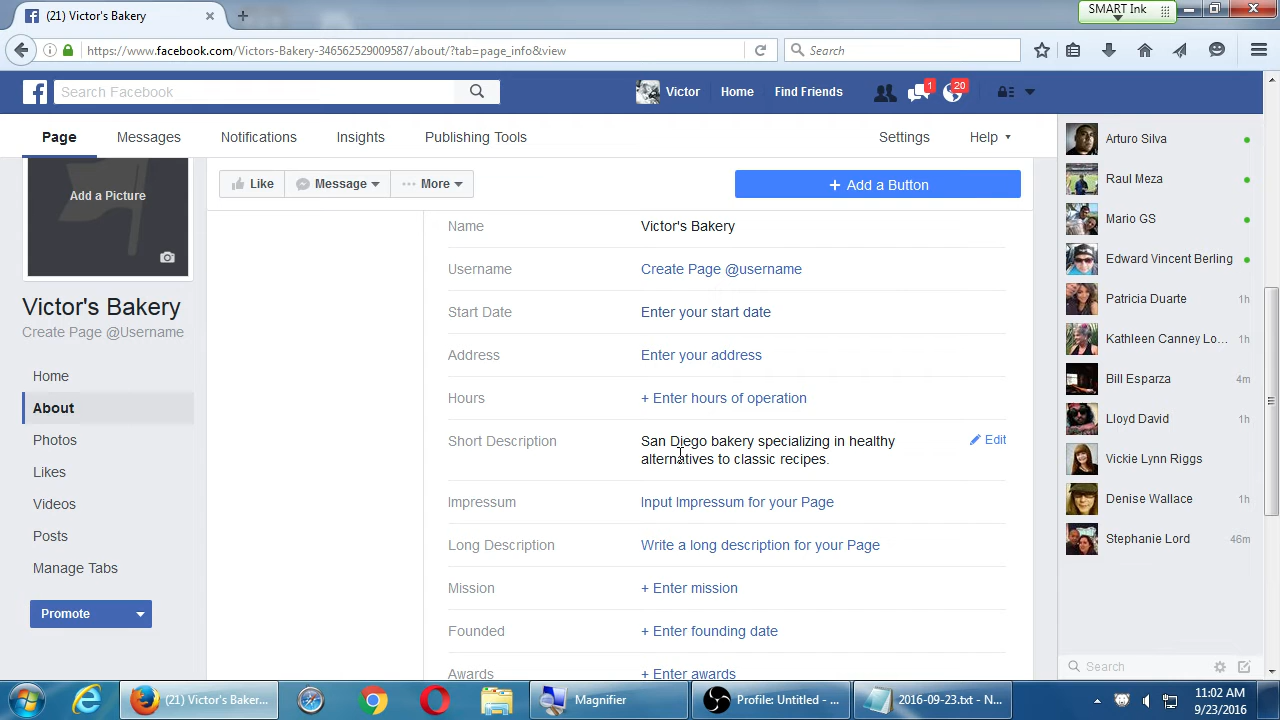 (21) Victor's Bakery
SMART Ink
https://www.facebook.com/Victors-Bakery-346562529009587/about/?tab=page_info&view
Search
Search Facebook
Victor
Home
Find Friends
1
20
Page
Messages
Notifications
Insights
Publishing Tools
Settings
Help
Add a Picture
Like
Message
More
+ Add a Button
Victor's Bakery
Create Page @Username
Home
About
Photos
Likes
Videos
Posts
Manage Tabs
Promote
Name Victor's Bakery
Username Create Page @username
Start Date Enter your start date
Address Enter your address
Hours + Enter hours of operation
Short Description San Diego bakery specializing in healthy Edit
alternatives to classic recipes.
Impressum Input Impressum for your Page
Long Description Write a long description for your Page
Mission + Enter mission
Founded + Enter founding date
Awards + Enter awards
Arturo Silva
Raul Meza
Mario GS
Edward Vincent Berling
Patricia Duarte 1h
Kathleen Canney Lo... 1h
Bill Esparza 4m
Lloyd David 1h
Vickie Lynn Riggs
Denise Wallace 1h
Stephanie Lord 46m
Search
(21) Victor's Baker...
Magnifier
Profile: Untitled - ...
2016-09-23.txt - N...
11:02 AM
9/23/2016